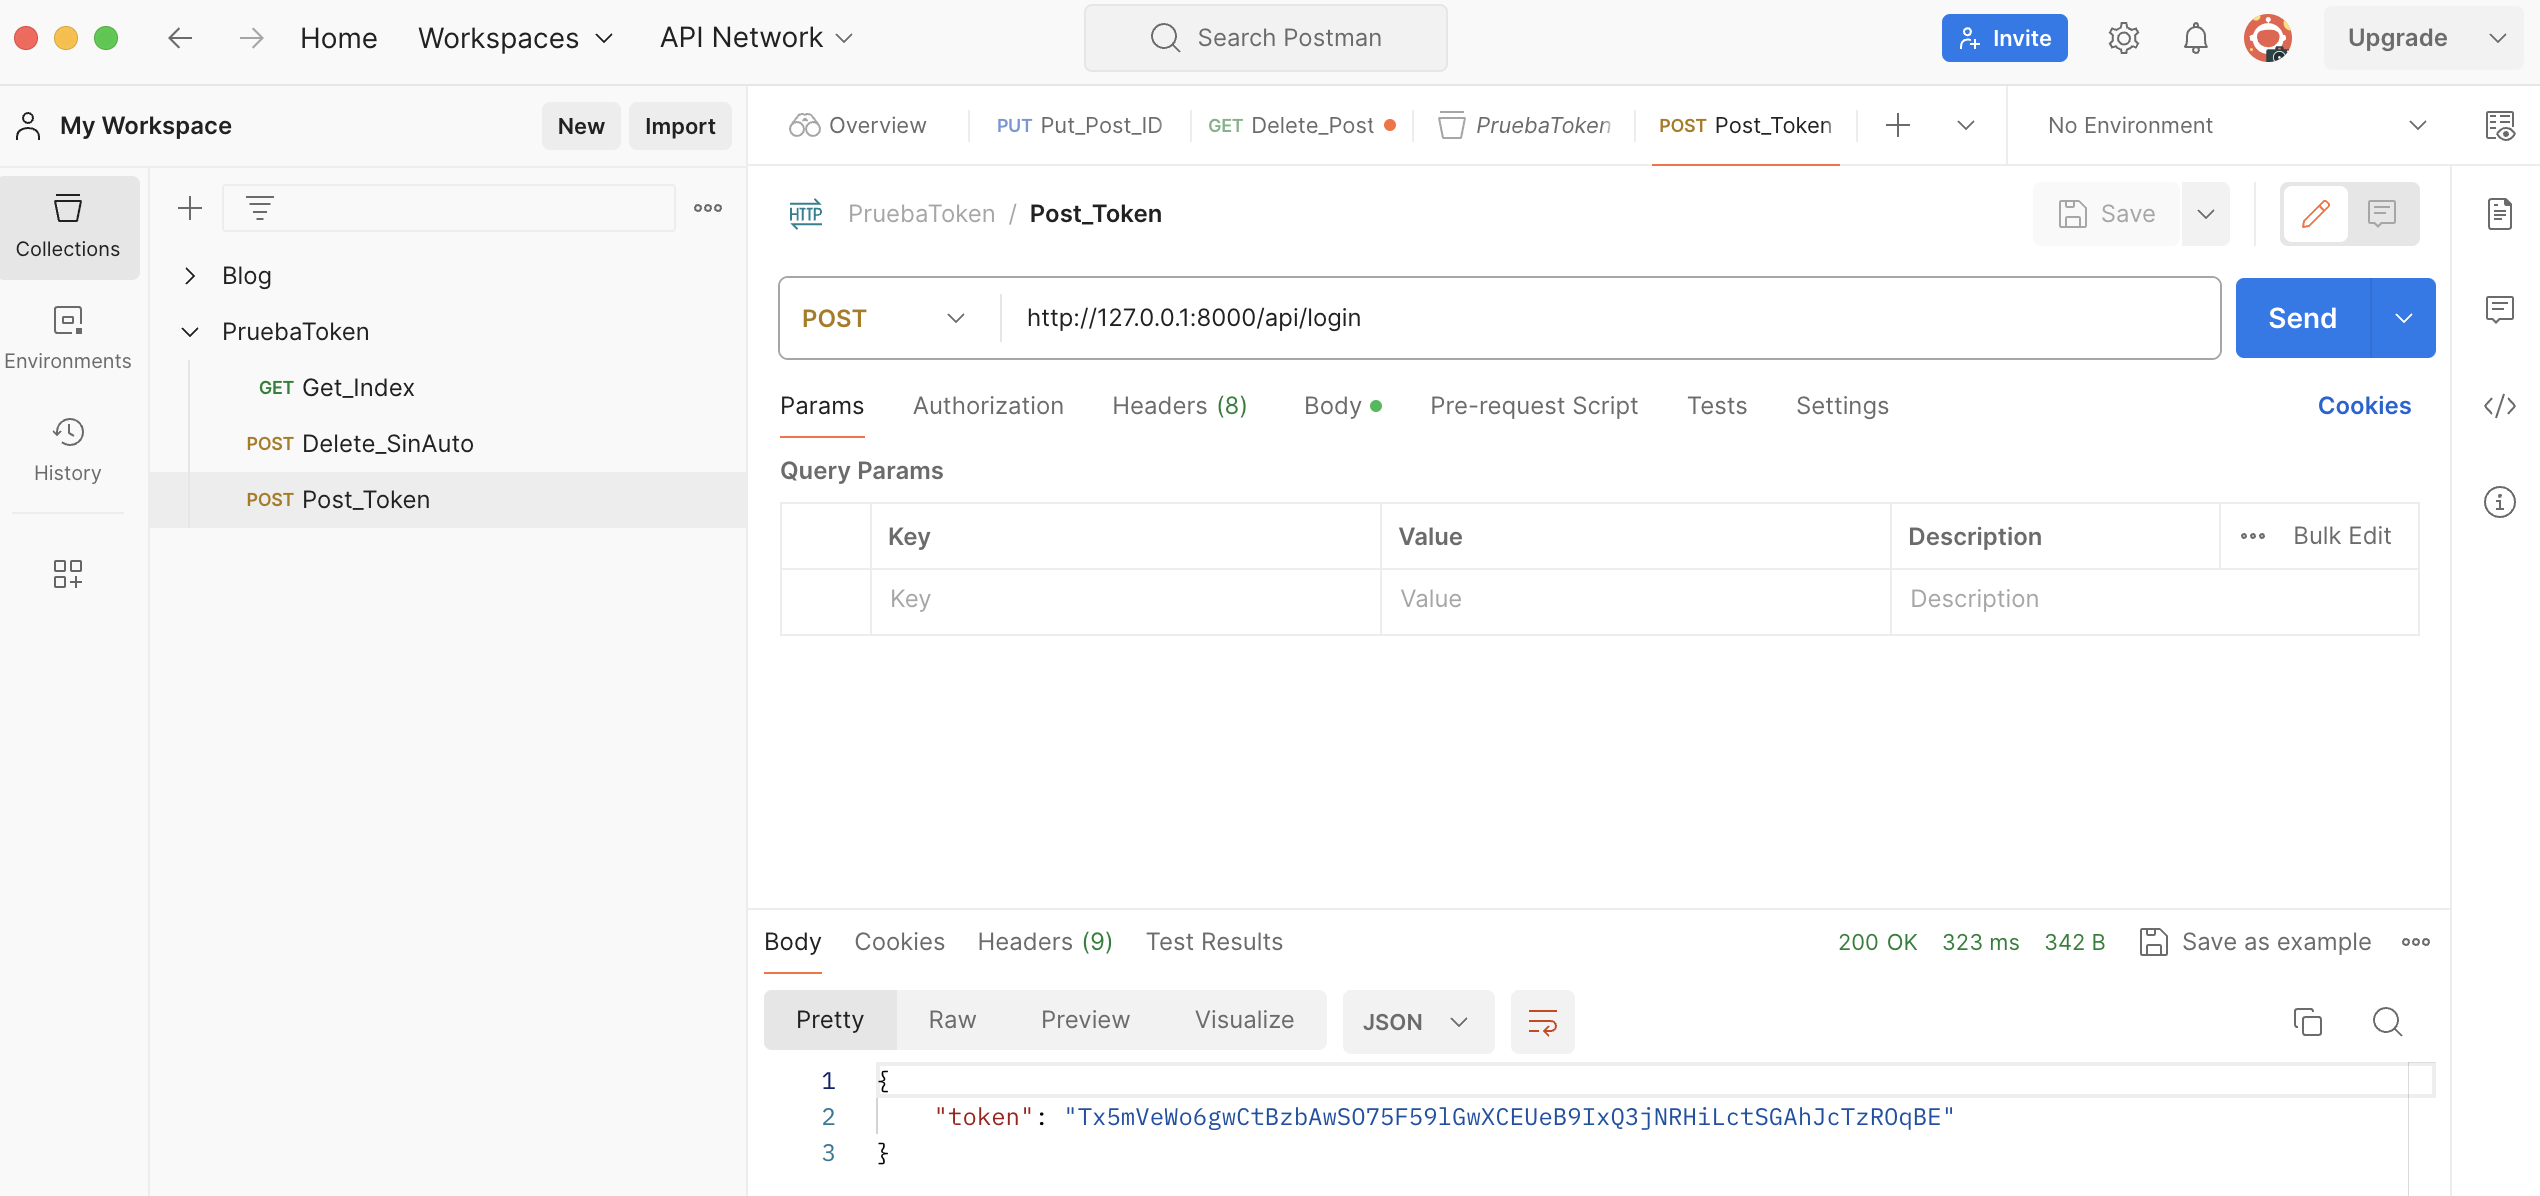 Home Workspaces API Network Search Postman Invite Upgrade
My Workspace New Import
Overview PUT Put_Post_ID GET Delete_Post PruebaToken POST Post_Token No Environment
Collections
Environments
History
Blog
PruebaToken
GET Get_Index
POST Delete_SinAuto
POST Post_Token
HTTP PruebaToken / Post_Token Save
POST http://127.0.0.1:8000/api/login Send
Params Authorization Headers (8) Body Pre-request Script Tests Settings Cookies
Query Params
Key Value Description Bulk Edit
Key Value Description
Body Cookies Headers (9) Test Results 200 OK 323 ms 342 B Save as example
Pretty Raw Preview Visualize JSON
1 {
2 "token": "Tx5mVeWo6gwCtBzbAwSO75F59lGwXCEUeB9IxQ3jNRHiLctSGAhJcTzROqBE"
3 }